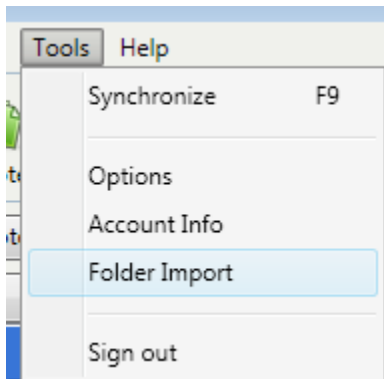 Tools Help
Synchronize F9
Options
Account Info
Folder Import
Sign out